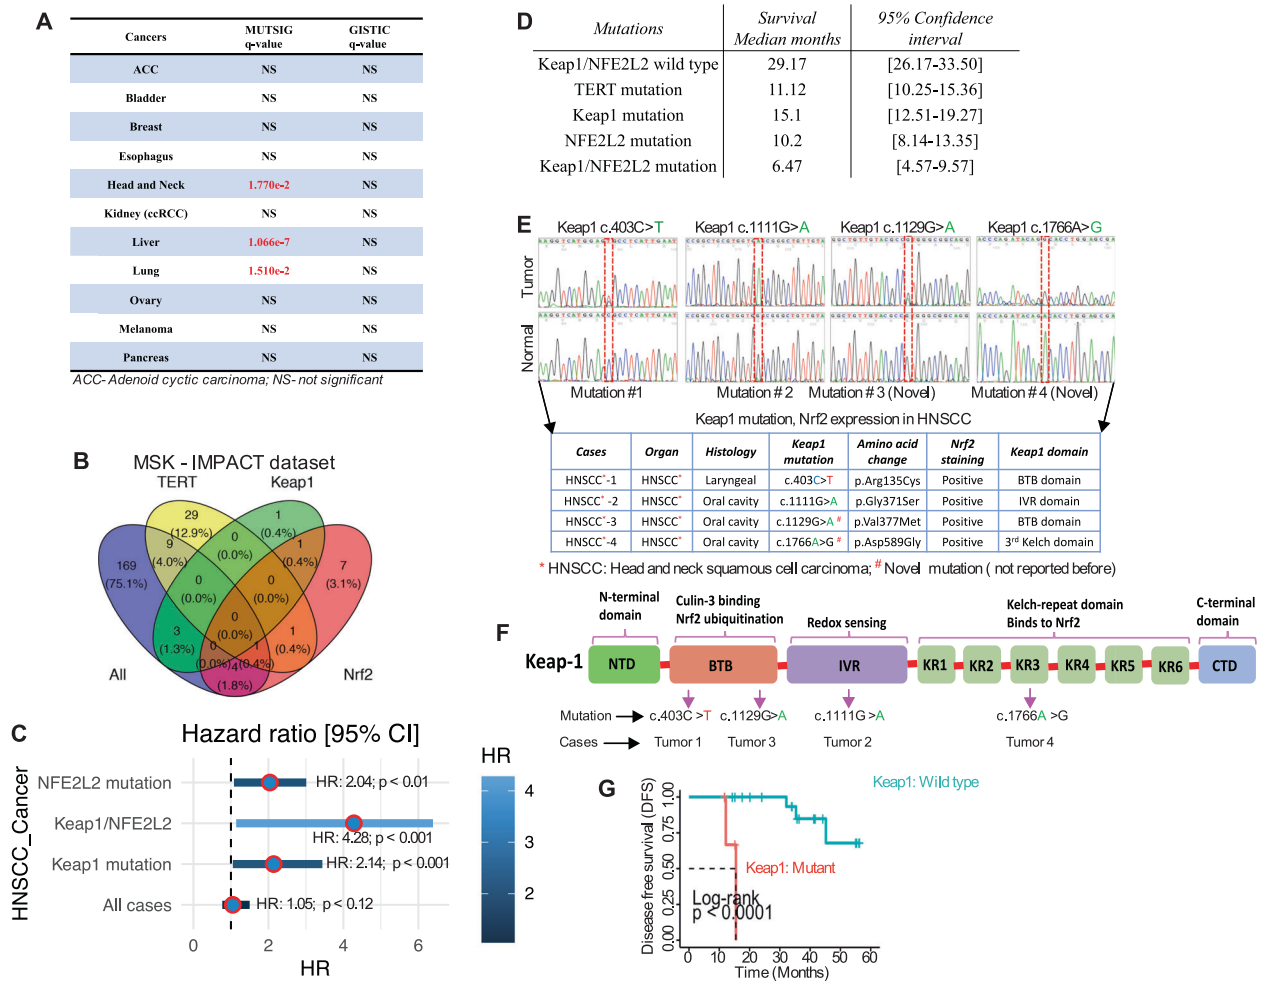 A
Cancers MUTSIG q-value GISTIC q-value
ACC NS NS
Bladder NS NS
Breast NS NS
Esophagus NS NS
Head and Neck 1.770e-2 NS
Kidney (ccRCC) NS NS
Liver 1.066e-7 NS
Lung 1.510e-2 NS
Ovary NS NS
Melanoma NS NS
Pancreas NS NS
ACC- Adenoid cyctic carcinoma; NS- not significant
B
MSK - IMPACT dataset
TERT Keap1
29
(12.9%)
1
(0.4%)
9
(4.0%)
0
(0.0%)
1
(0.4%)
169
(75.1%)
7
(3.1%)
0
(0.0%)
0
(0.0%)
0
(0.0%)
3
(1.3%)
1
(0.4%)
0
(0.0%)
1
(0.4%)
4
(1.8%)
All Nrf2
C
Hazard ratio [95% CI]
HNSCC_Cancer
NFE2L2 mutation HR: 2.04; p < 0.01
Keap1/NFE2L2 HR: 4.28; p < 0.001
Keap1 mutation HR: 2.14; p < 0.001
All cases HR: 1.05; p < 0.12
0 2 4 6
HR
HR
4
3
2
D
Mutations Survival Median months 95% Confidence interval
Keap1/NFE2L2 wild type 29.17 [26.17-33.50]
TERT mutation 11.12 [10.25-15.36]
Keap1 mutation 15.1 [12.51-19.27]
NFE2L2 mutation 10.2 [8.14-13.35]
Keap1/NFE2L2 mutation 6.47 [4.57-9.57]
E
Keap1 c.403C>T Keap1 c.1111G>A Keap1 c.1129G>A Keap1 c.1766A>G
Tumor
Normal
Mutation #1 Mutation # 2 Mutation # 3 (Novel) Mutation # 4 (Novel)
Keap1 mutation, Nrf2 expression in HNSCC
Cases Organ Histology Keap1 mutation Amino acid change Nrf2 staining Keap1 domain
HNSCC*-1 HNSCC* Laryngeal c.403C>T p.Arg135Cys Positive BTB domain
HNSCC*-2 HNSCC* Oral cavity c.1111G>A p.Gly371Ser Positive IVR domain
HNSCC*-3 HNSCC* Oral cavity c.1129G>A # p.Val377Met Positive BTB domain
HNSCC*-4 HNSCC* Oral cavity c.1766A>G # p.Asp589Gly Positive 3rd Kelch domain
* HNSCC: Head and neck squamous cell carcinoma; # Novel mutation ( not reported before)
F
N-terminal domain
Culin-3 binding Nrf2 ubiquitination
Redox sensing
Kelch-repeat domain Binds to Nrf2
C-terminal domain
Keap-1 NTD BTB IVR KR1 KR2 KR3 KR4 KR5 KR6 CTD
Mutation c.403C >T c.1129G>A c.1111G >A c.1766A >G
Cases Tumor 1 Tumor 3 Tumor 2 Tumor 4
G
Keap1: Wild type
Keap1: Mutant
Log-rank
p < 0.0001
Disease free survival (DFS)
1.00
0.75
0.50
0.25
0.00
0 10 20 30 40 50 60
Time (Months)